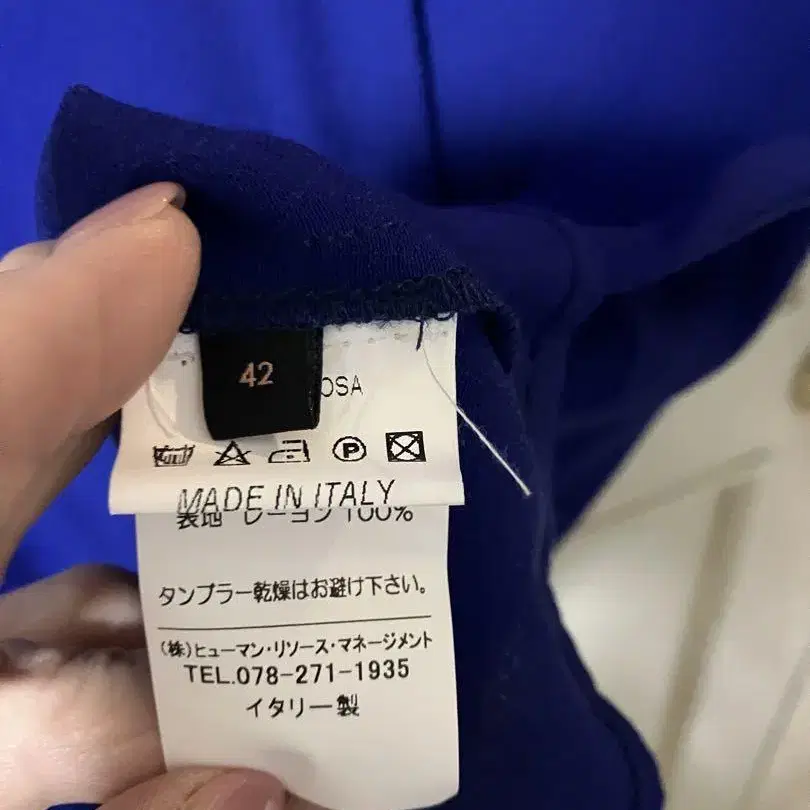 42
OSA
P
MADE IN ITALY
表地 レーヨン 100%
タンブラー乾燥はお避け下さい。
(株)ヒューマン・リソース・マネージメント
TEL.078-271-1935
イタリー製